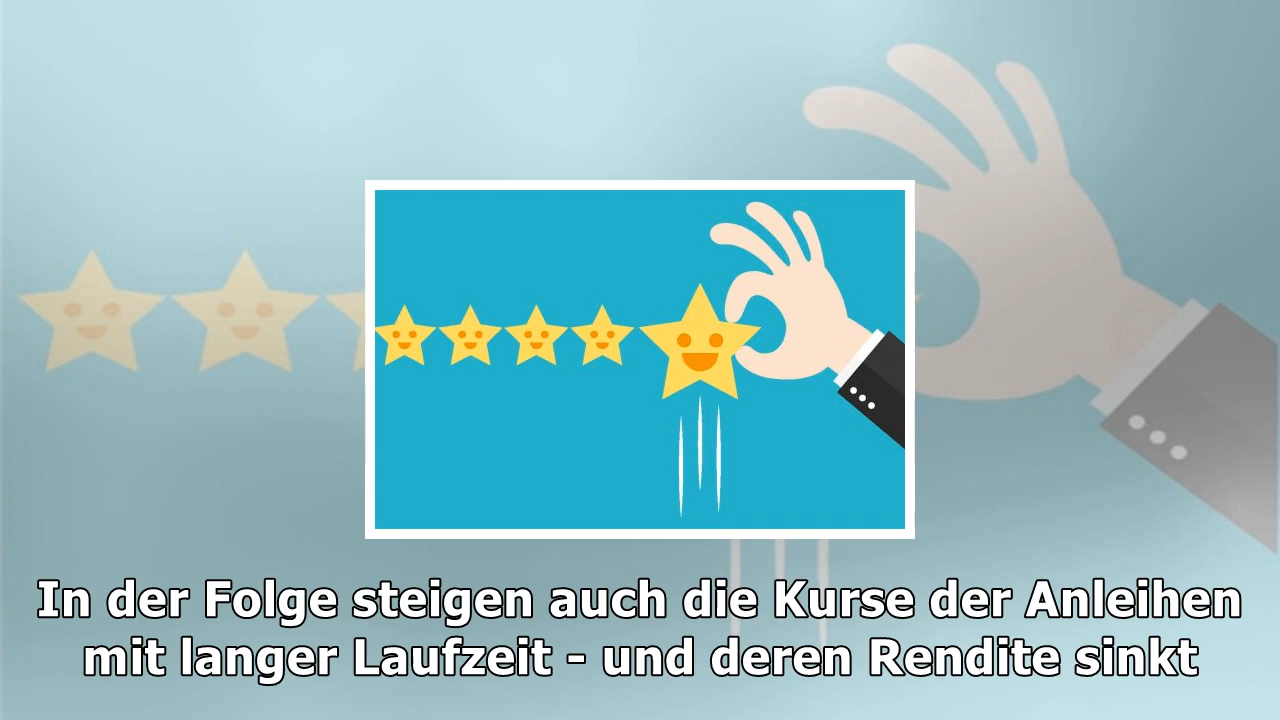 In der Folge steigen auch die Kurse der Anleihen
mit langer Laufzeit - und deren Rendite sinkt